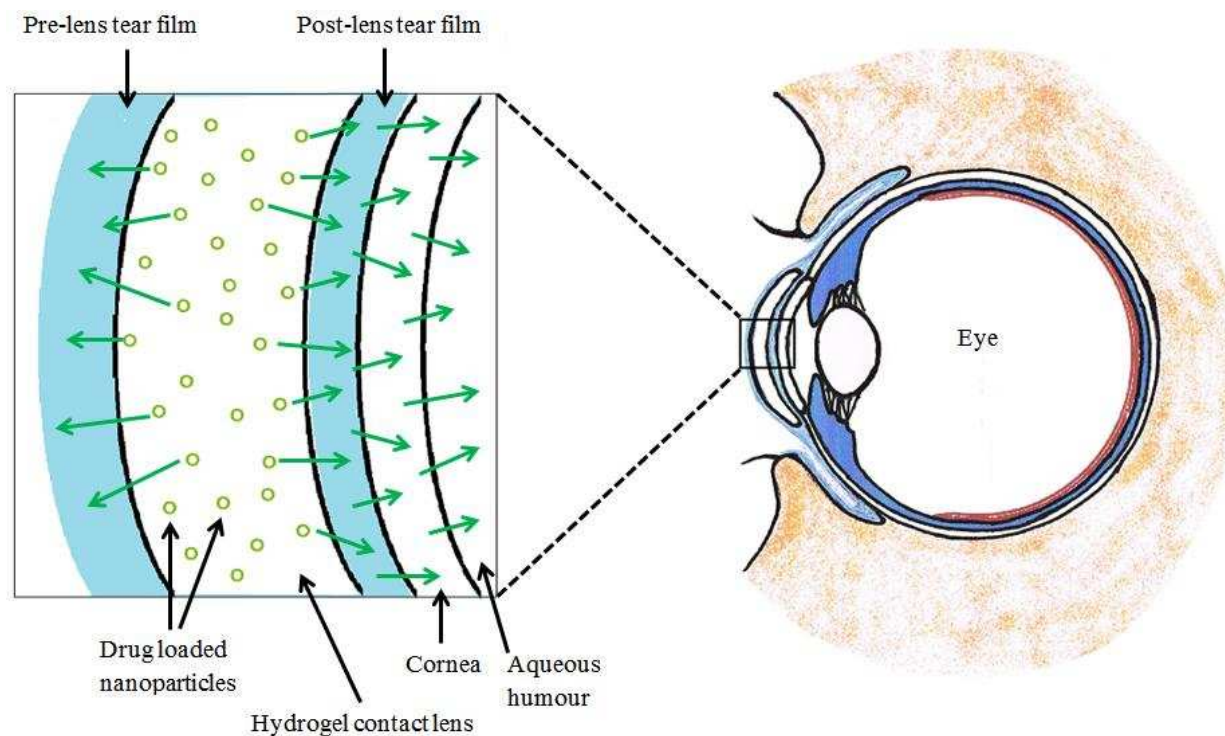 Pre-lens tear film
Post-lens tear film
Eye
Drug loaded
nanoparticles
Hydrogel contact lens
Cornea
Aqueous
humour